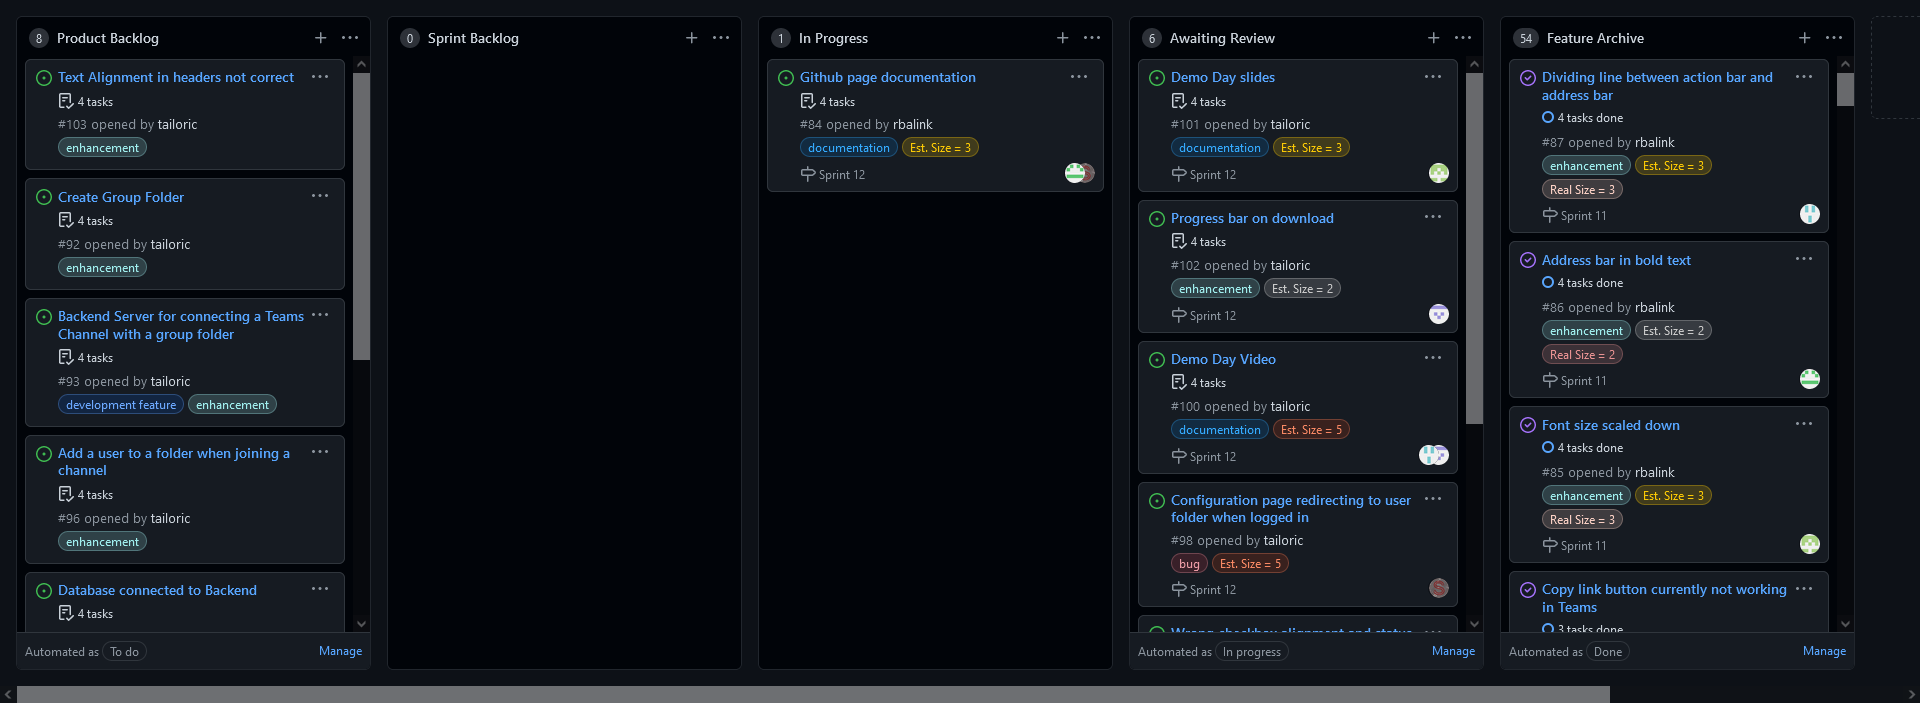 8 Product Backlog
Text Alignment in headers not correct
4 tasks
#103 opened by tailoric
enhancement
Create Group Folder
4 tasks
#92 opened by tailoric
enhancement
Backend Server for connecting a Teams
Channel with a group folder
4 tasks
#93 opened by tailoric
development feature enhancement
Add a user to a folder when joining a
channel
4 tasks
#96 opened by tailoric
enhancement
Database connected to Backend
4 tasks
Automated as To do Manage
0 Sprint Backlog
1 In Progress
Github page documentation
4 tasks
#84 opened by rbalink
documentation Est. Size = 3
Sprint 12
6 Awaiting Review
Demo Day slides
4 tasks
#101 opened by tailoric
documentation Est. Size = 3
Sprint 12
Progress bar on download
4 tasks
#102 opened by tailoric
enhancement Est. Size = 2
Sprint 12
Demo Day Video
4 tasks
#100 opened by tailoric
documentation Est. Size = 5
Sprint 12
Configuration page redirecting to user
folder when logged in
#98 opened by tailoric
bug Est. Size = 5
Sprint 12
Wrong checkbox alignment and status
Automated as In progress Manage
54 Feature Archive
Dividing line between action bar and
address bar
4 tasks done
#87 opened by rbalink
enhancement Est. Size = 3
Real Size = 3
Sprint 11
Address bar in bold text
4 tasks done
#86 opened by rbalink
enhancement Est. Size = 2
Real Size = 2
Sprint 11
Font size scaled down
4 tasks done
#85 opened by rbalink
enhancement Est. Size = 3
Real Size = 3
Sprint 11
Copy link button currently not working
in Teams
3 tasks done
Automated as Done Manage